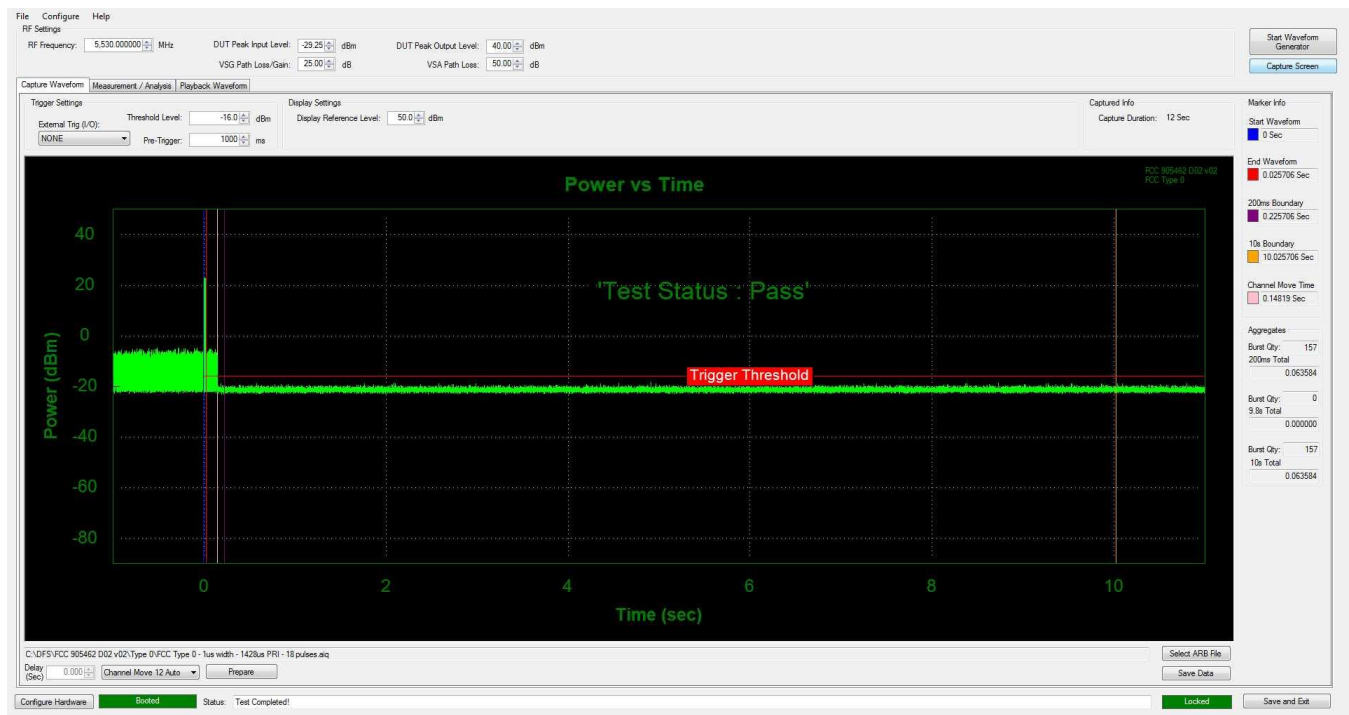 File Configure Help
RF Settings
RF Frequency: 5,530.000000 MHz DUT Peak Input Level: -29.25 dBm DUT Peak Output Level: 40.00 dBm
VSG Path Loss/Gain: 25.00 dB VSA Path Loss: 50.00 dB
Start Waveform Generator
Capture Screen
Capture Waveform Measurement / Analysis Playback Waveform
Trigger Settings
External Trig (I/O):
NONE
Threshold Level: -16.0 dBm
Pre-Trigger: 1000 ms
Display Settings
Display Reference Level: 50.0 dBm
Captured Info
Capture Duration: 12 Sec
Power vs Time
FCC 905462 D02 v02
FCC Type 0
'Test Status : Pass'
Trigger Threshold
Power (dBm)
40
20
0
-20
-40
-60
-80
0 2 4 6 8 10
Time (sec)
Marker Info
Start Waveform
0 Sec
End Waveform
0.025706 Sec
200ms Boundary
0.225706 Sec
10s Boundary
10.025706 Sec
Channel Move Time
0.14819 Sec
Aggregates
Burst Qty: 157
200ms Total
0.063584
Burst Qty: 0
9.8s Total
0.000000
Burst Qty: 157
10s Total
0.063584
C:\DFS\FCC 905462 D02 v02\Type 0\FCC Type 0 - 1us width - 1428us PRI - 18 pulses.aiq
Select ARB File
Delay (Sec) 0.000 Channel Move 12 Auto Prepare
Save Data
Configure Hardware Booted Status: Test Completed! Locked Save and Exit